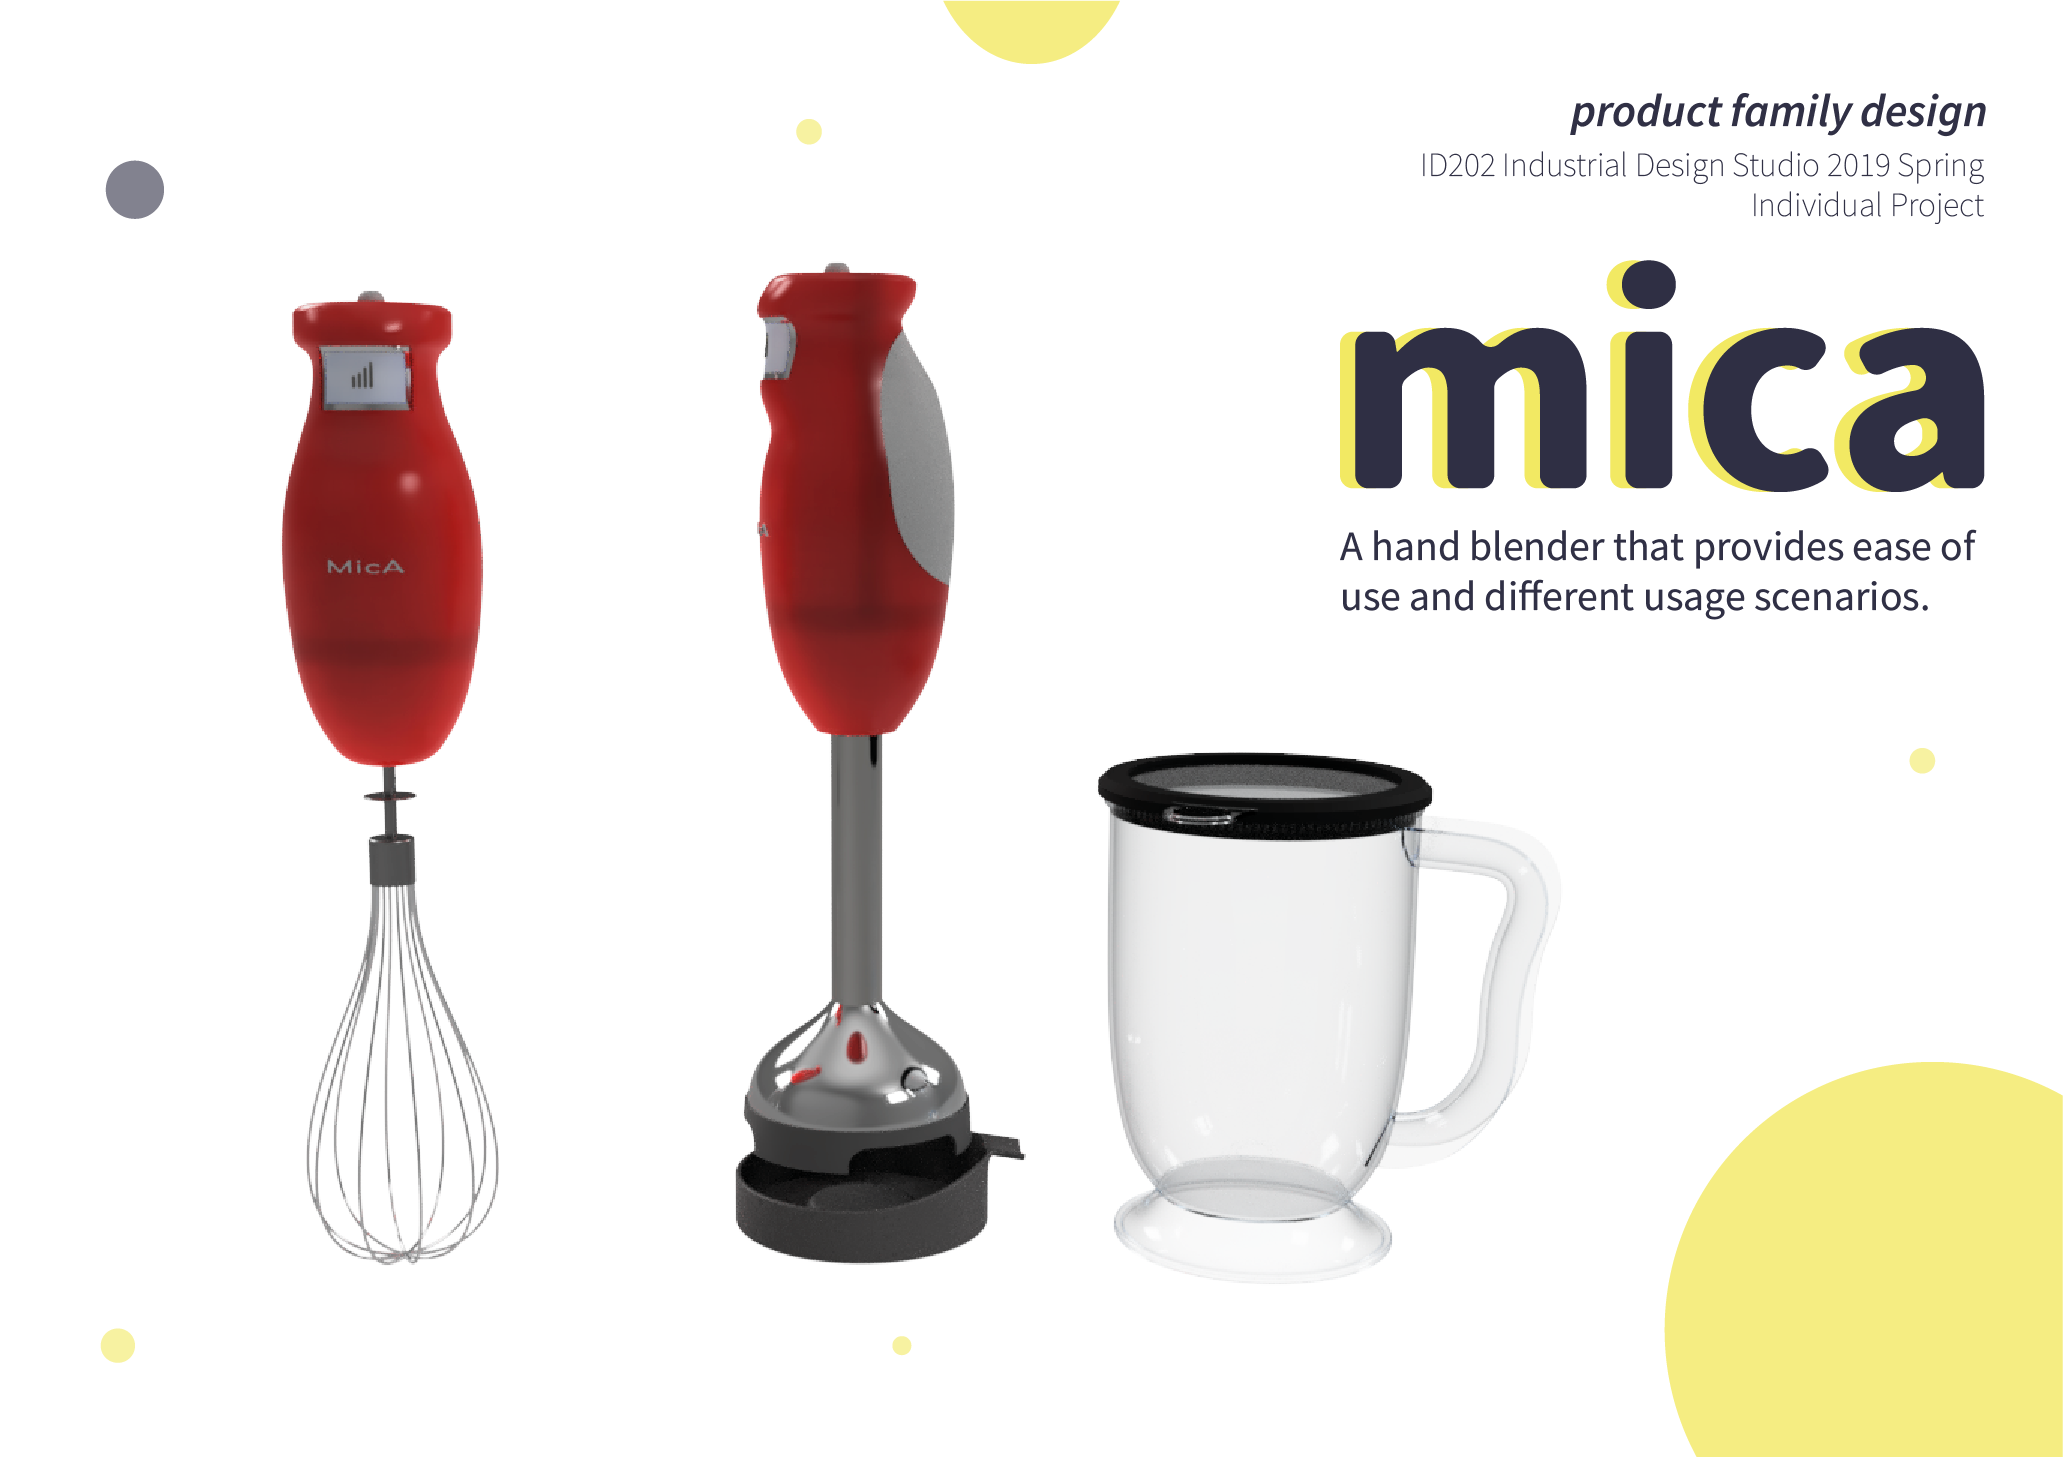 product family design
ID202 Industrial Design Studio 2019 Spring
Individual Project
mica
A hand blender that provides ease of
use and different usage scenarios.
MicA
A